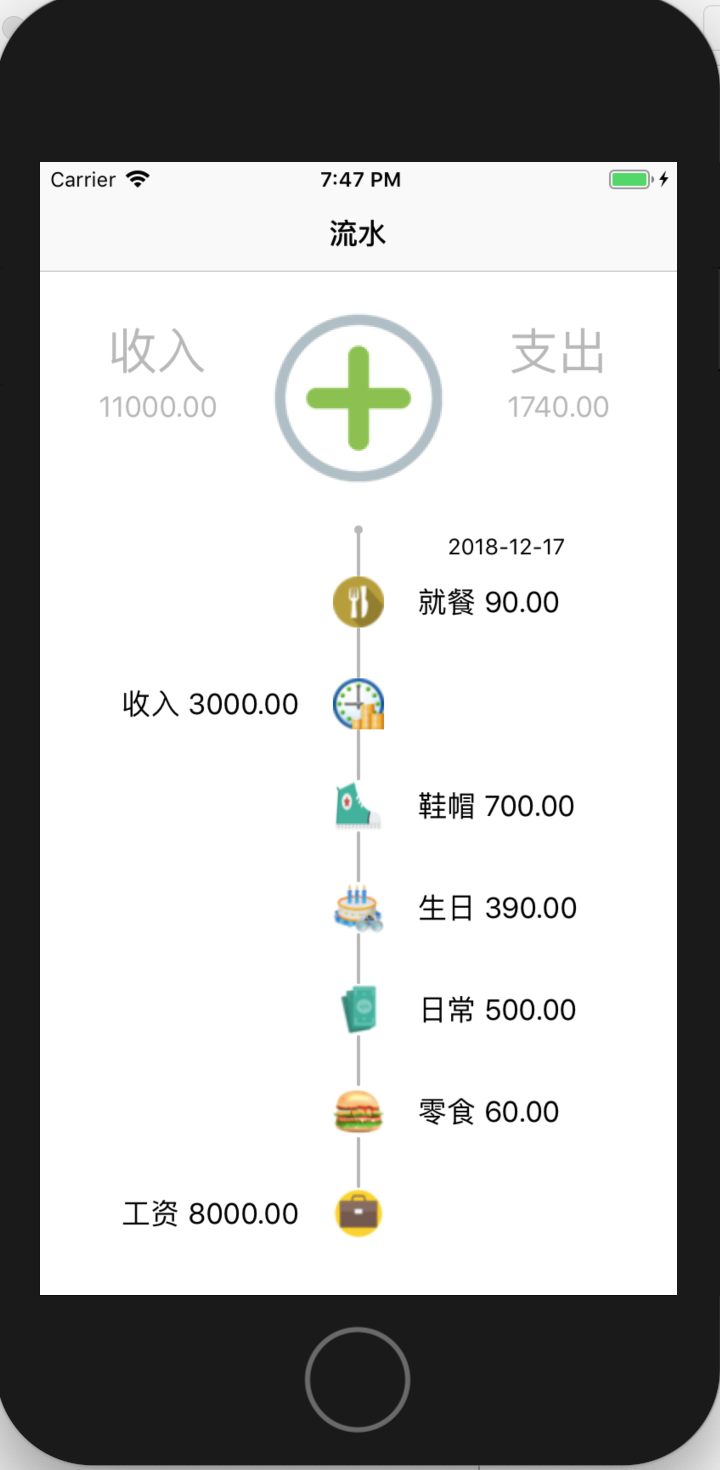 Carrier 7:47 PM
流水
收入 支出
11000.00 1740.00
2018-12-17
就餐 90.00
收入 3000.00
鞋帽 700.00
生日 390.00
日常 500.00
零食 60.00
工资 8000.00